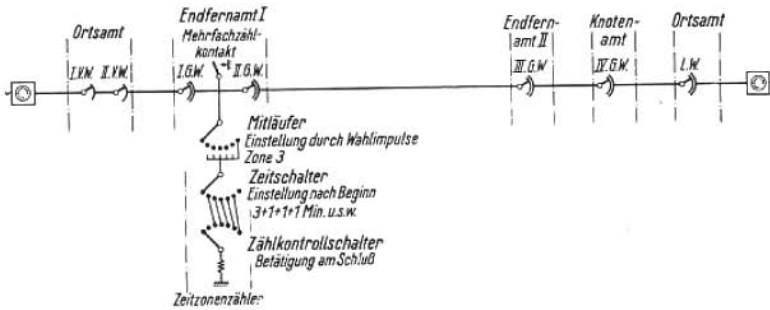 Ortsamt
I.V.W. II.V.W.
Endfernamt I
Mehrfachzähl-
kontakt
I.G.W. II.G.W.
Endfern-
amt II
III.G.W
Knoten-
amt
IV.G.W.
Ortsamt
L.W.
Mitläufer
Einstellung durch Wahlimpulse
Zone 3
Zeitschalter
Einstellung nach Beginn
3+1+1+1 Min. u.s.w.
Zählkontrollschalter
Betätigung am Schluß
Zeitzonenzähler